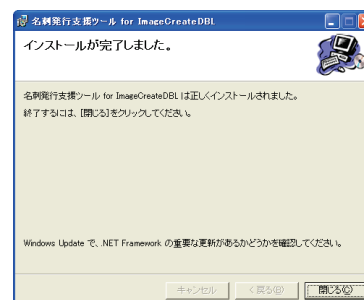 名刺発行支援ツール for ImageCreateDBL
インストールが完了しました。
名刺発行支援ツール for ImageCreateDBL は正しくインストールされました。
終了するには、[閉じる]をクリックしてください。
Windows Update で、.NET Framework の重要な更新があるかどうかを確認してください。
キャンセル
< 戻る(B)
閉じる(C)